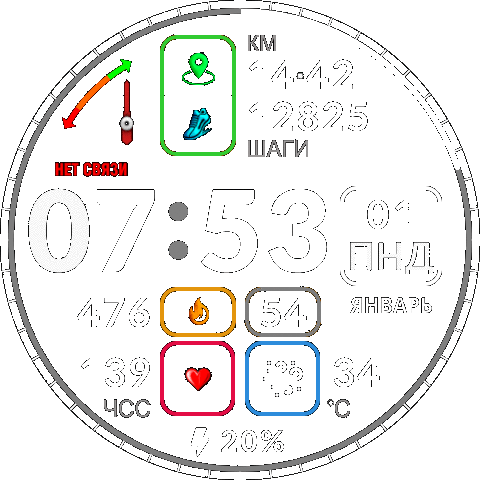 КМ
14.42
12825
ШАГИ
НЕТ СВЯЗИ
07:53
01
ПНД
ЯНВАРЬ
476
54
139
34
ЧСС
°C
20%